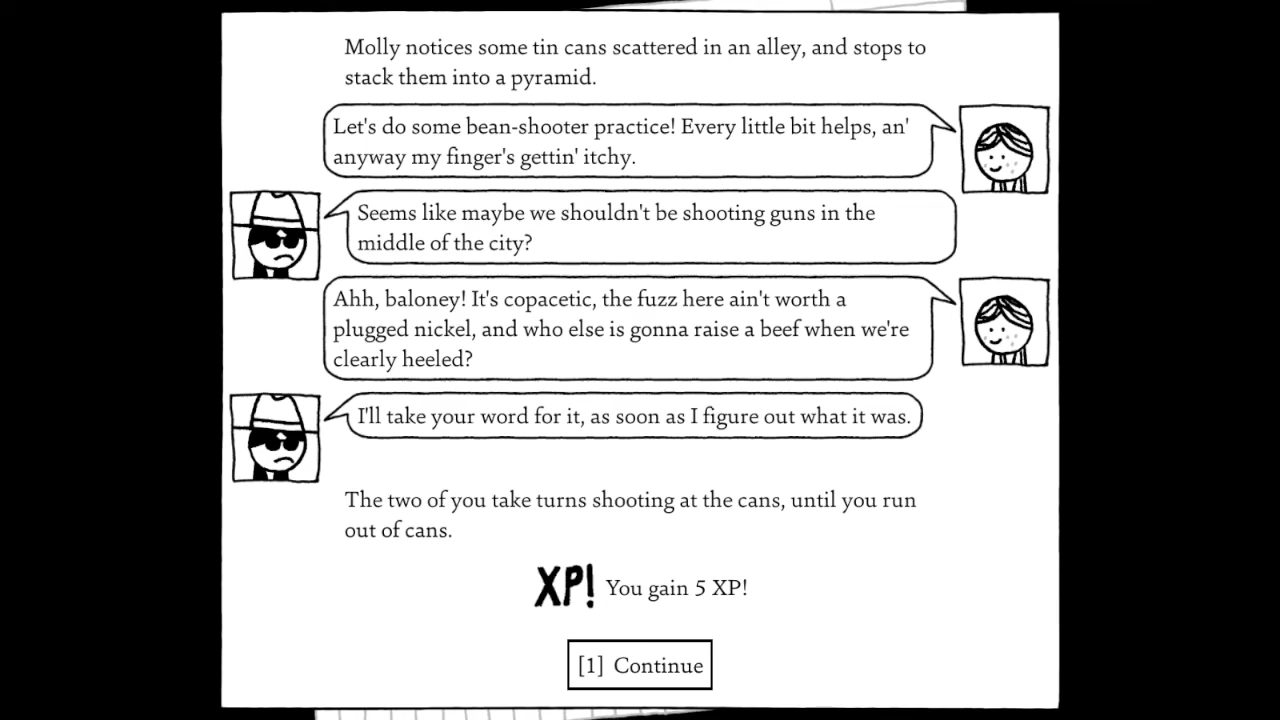 Molly notices some tin cans scattered in an alley, and stops to
stack them into a pyramid.
Let's do some bean-shooter practice! Every little bit helps, an'
anyway my finger's gettin' itchy.
Seems like maybe we shouldn't be shooting guns in the
middle of the city?
Ahh, baloney! It's copacetic, the fuzz here ain't worth a
plugged nickel, and who else is gonna raise a beef when we're
clearly heeled?
I'll take your word for it, as soon as I figure out what it was.
The two of you take turns shooting at the cans, until you run
out of cans.
XP! You gain 5 XP!
[1] Continue